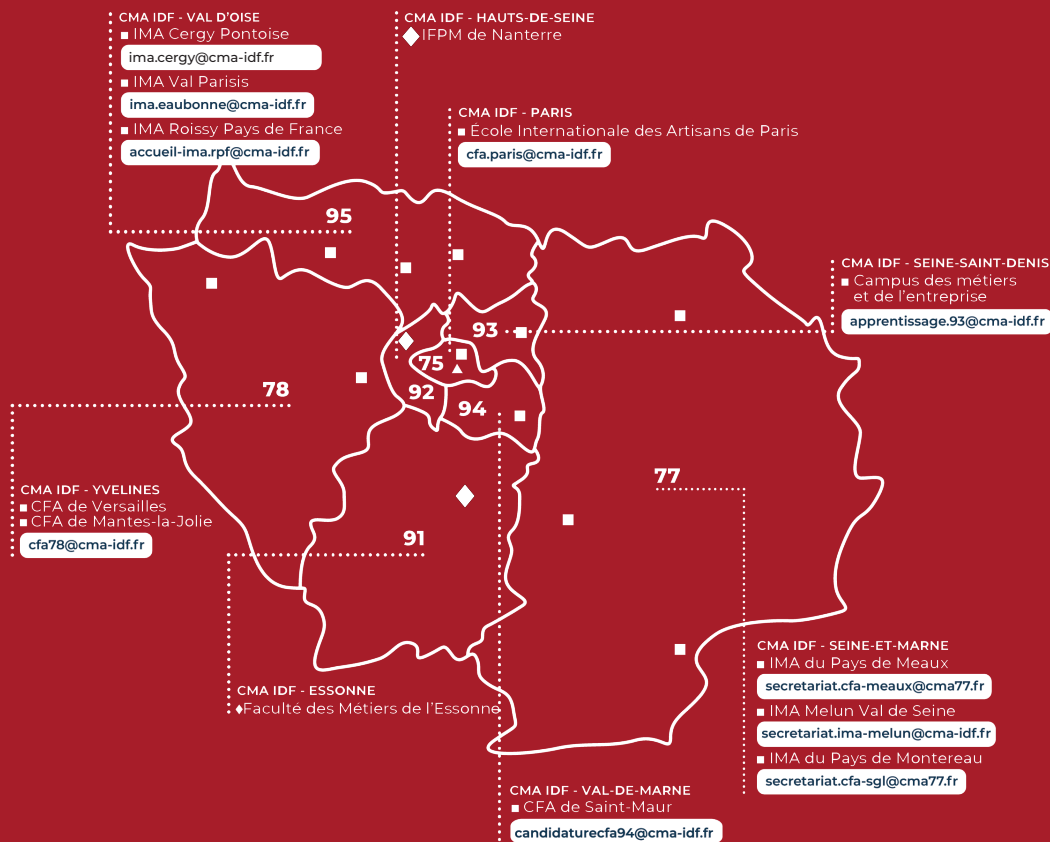 CMA IDF - VAL D'OISE
IMA Cergy Pontoise
ima.cergy@cma-idf.fr
IMA Val Parisis
ima.eaubonne@cma-idf.fr
IMA Roissy Pays de France
accueil-ima.rpf@cma-idf.fr
CMA IDF - HAUTS-DE-SEINE
IFPM de Nanterre
CMA IDF - PARIS
École Internationale des Artisans de Paris
cfa.paris@cma-idf.fr
95
CMA IDF - SEINE-SAINT-DENIS
Campus des métiers
et de l'entreprise
apprentissage.93@cma-idf.fr
93
75
92
94
78
77
91
CMA IDF - YVELINES
CFA de Versailles
CFA de Mantes-la-Jolie
cfa78@cma-idf.fr
CMA IDF - ESSONNE
Faculté des Métiers de l'Essonne
CMA IDF - SEINE-ET-MARNE
IMA du Pays de Meaux
secretariat.cfa-meaux@cma77.fr
IMA Melun Val de Seine
secretariat.ima-melun@cma-idf.fr
IMA du Pays de Montereau
secretariat.cfa-sgl@cma77.fr
CMA IDF - VAL-DE-MARNE
CFA de Saint-Maur
candidaturecfa94@cma-idf.fr